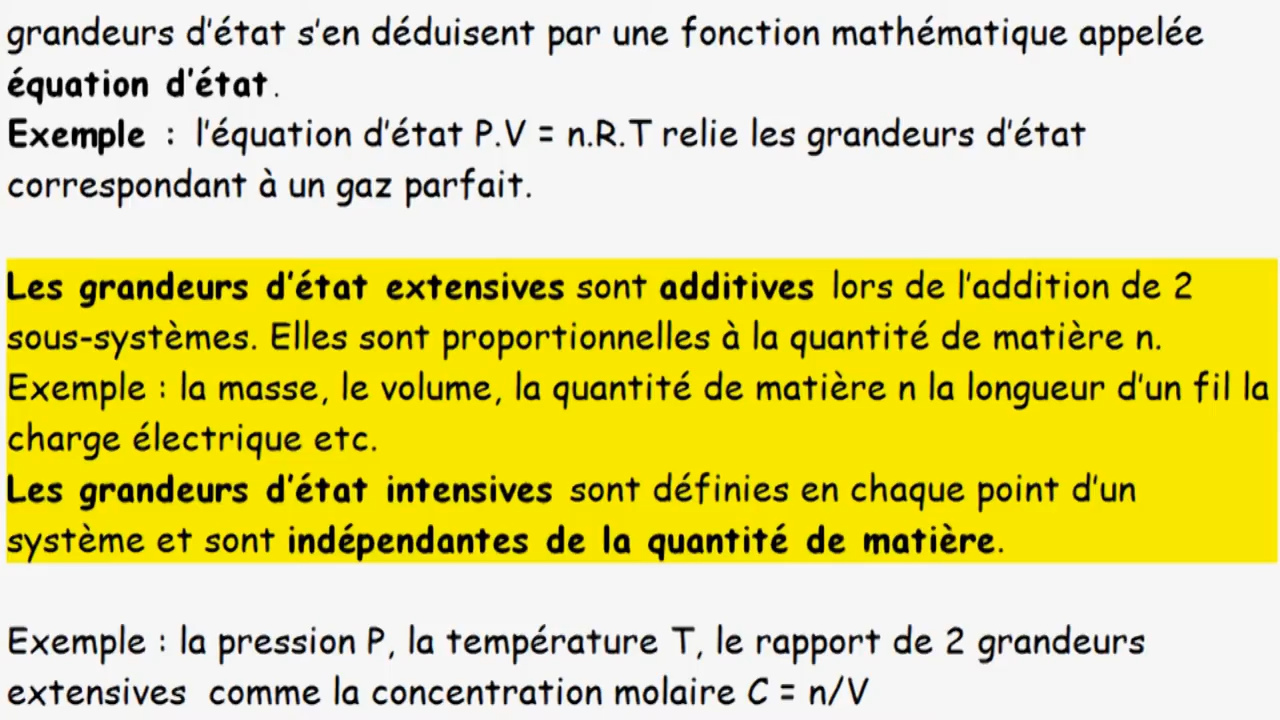 grandeurs d’état s’en déduisent par une fonction mathématique appelée
équation d’état.
Exemple : l’équation d’état P.V = n.R.T relie les grandeurs d’état
correspondant à un gaz parfait.
Les grandeurs d’état extensives sont additives lors de l’addition de 2
sous-systèmes. Elles sont proportionnelles à la quantité de matière n.
Exemple : la masse, le volume, la quantité de matière n la longueur d’un fil la
charge électrique etc.
Les grandeurs d’état intensives sont définies en chaque point d’un
système et sont indépendantes de la quantité de matière.
Exemple : la pression P, la température T, le rapport de 2 grandeurs
extensives comme la concentration molaire C = n/V